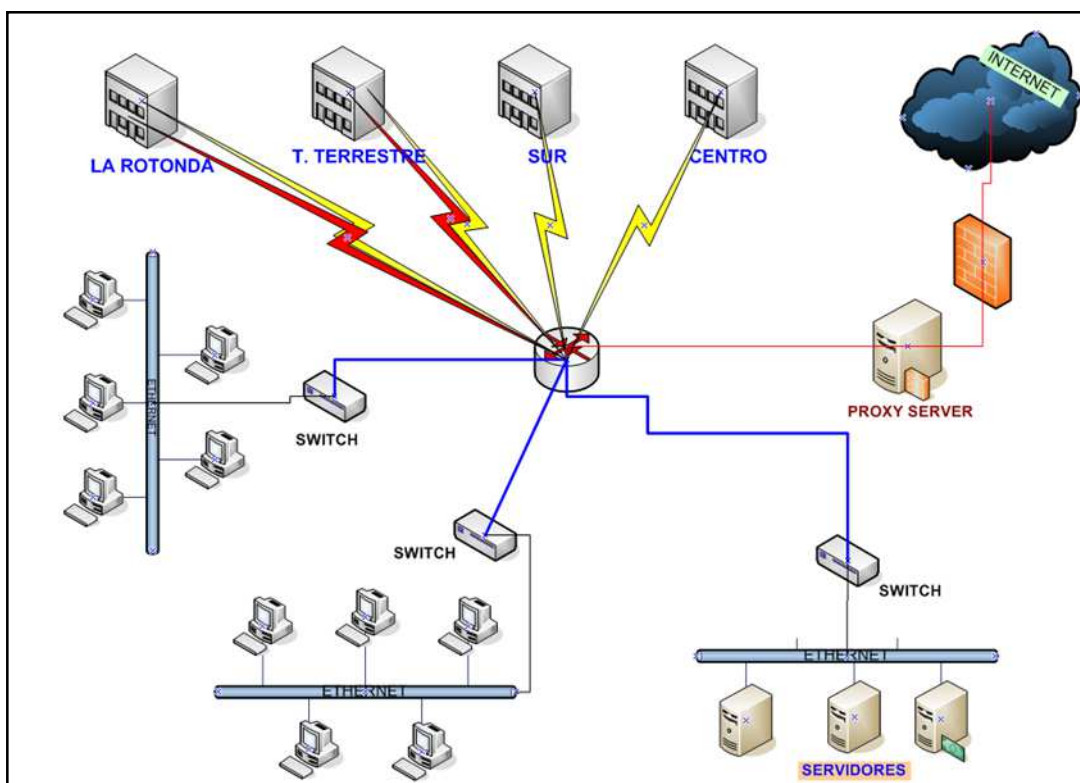 INTERNET
LA ROTONDA
T. TERRESTRE
SUR
CENTRO
ETHERNET
SWITCH
PROXY SERVER
SWITCH
SWITCH
ETHERNET
ETHERNET
SERVIDORES